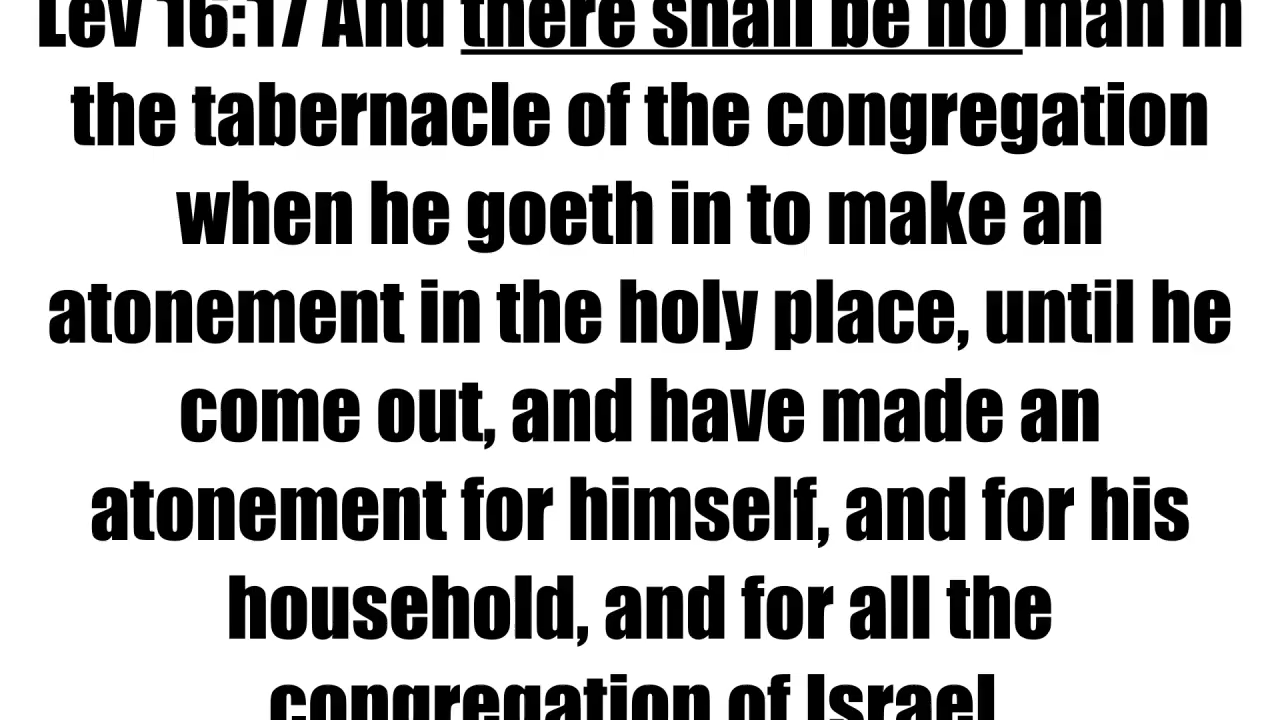 Lev 16:17 And there shall be no man in
the tabernacle of the congregation
when he goeth in to make an
atonement in the holy place, until he
come out, and have made an
atonement for himself, and for his
household, and for all the
congregation of Israel